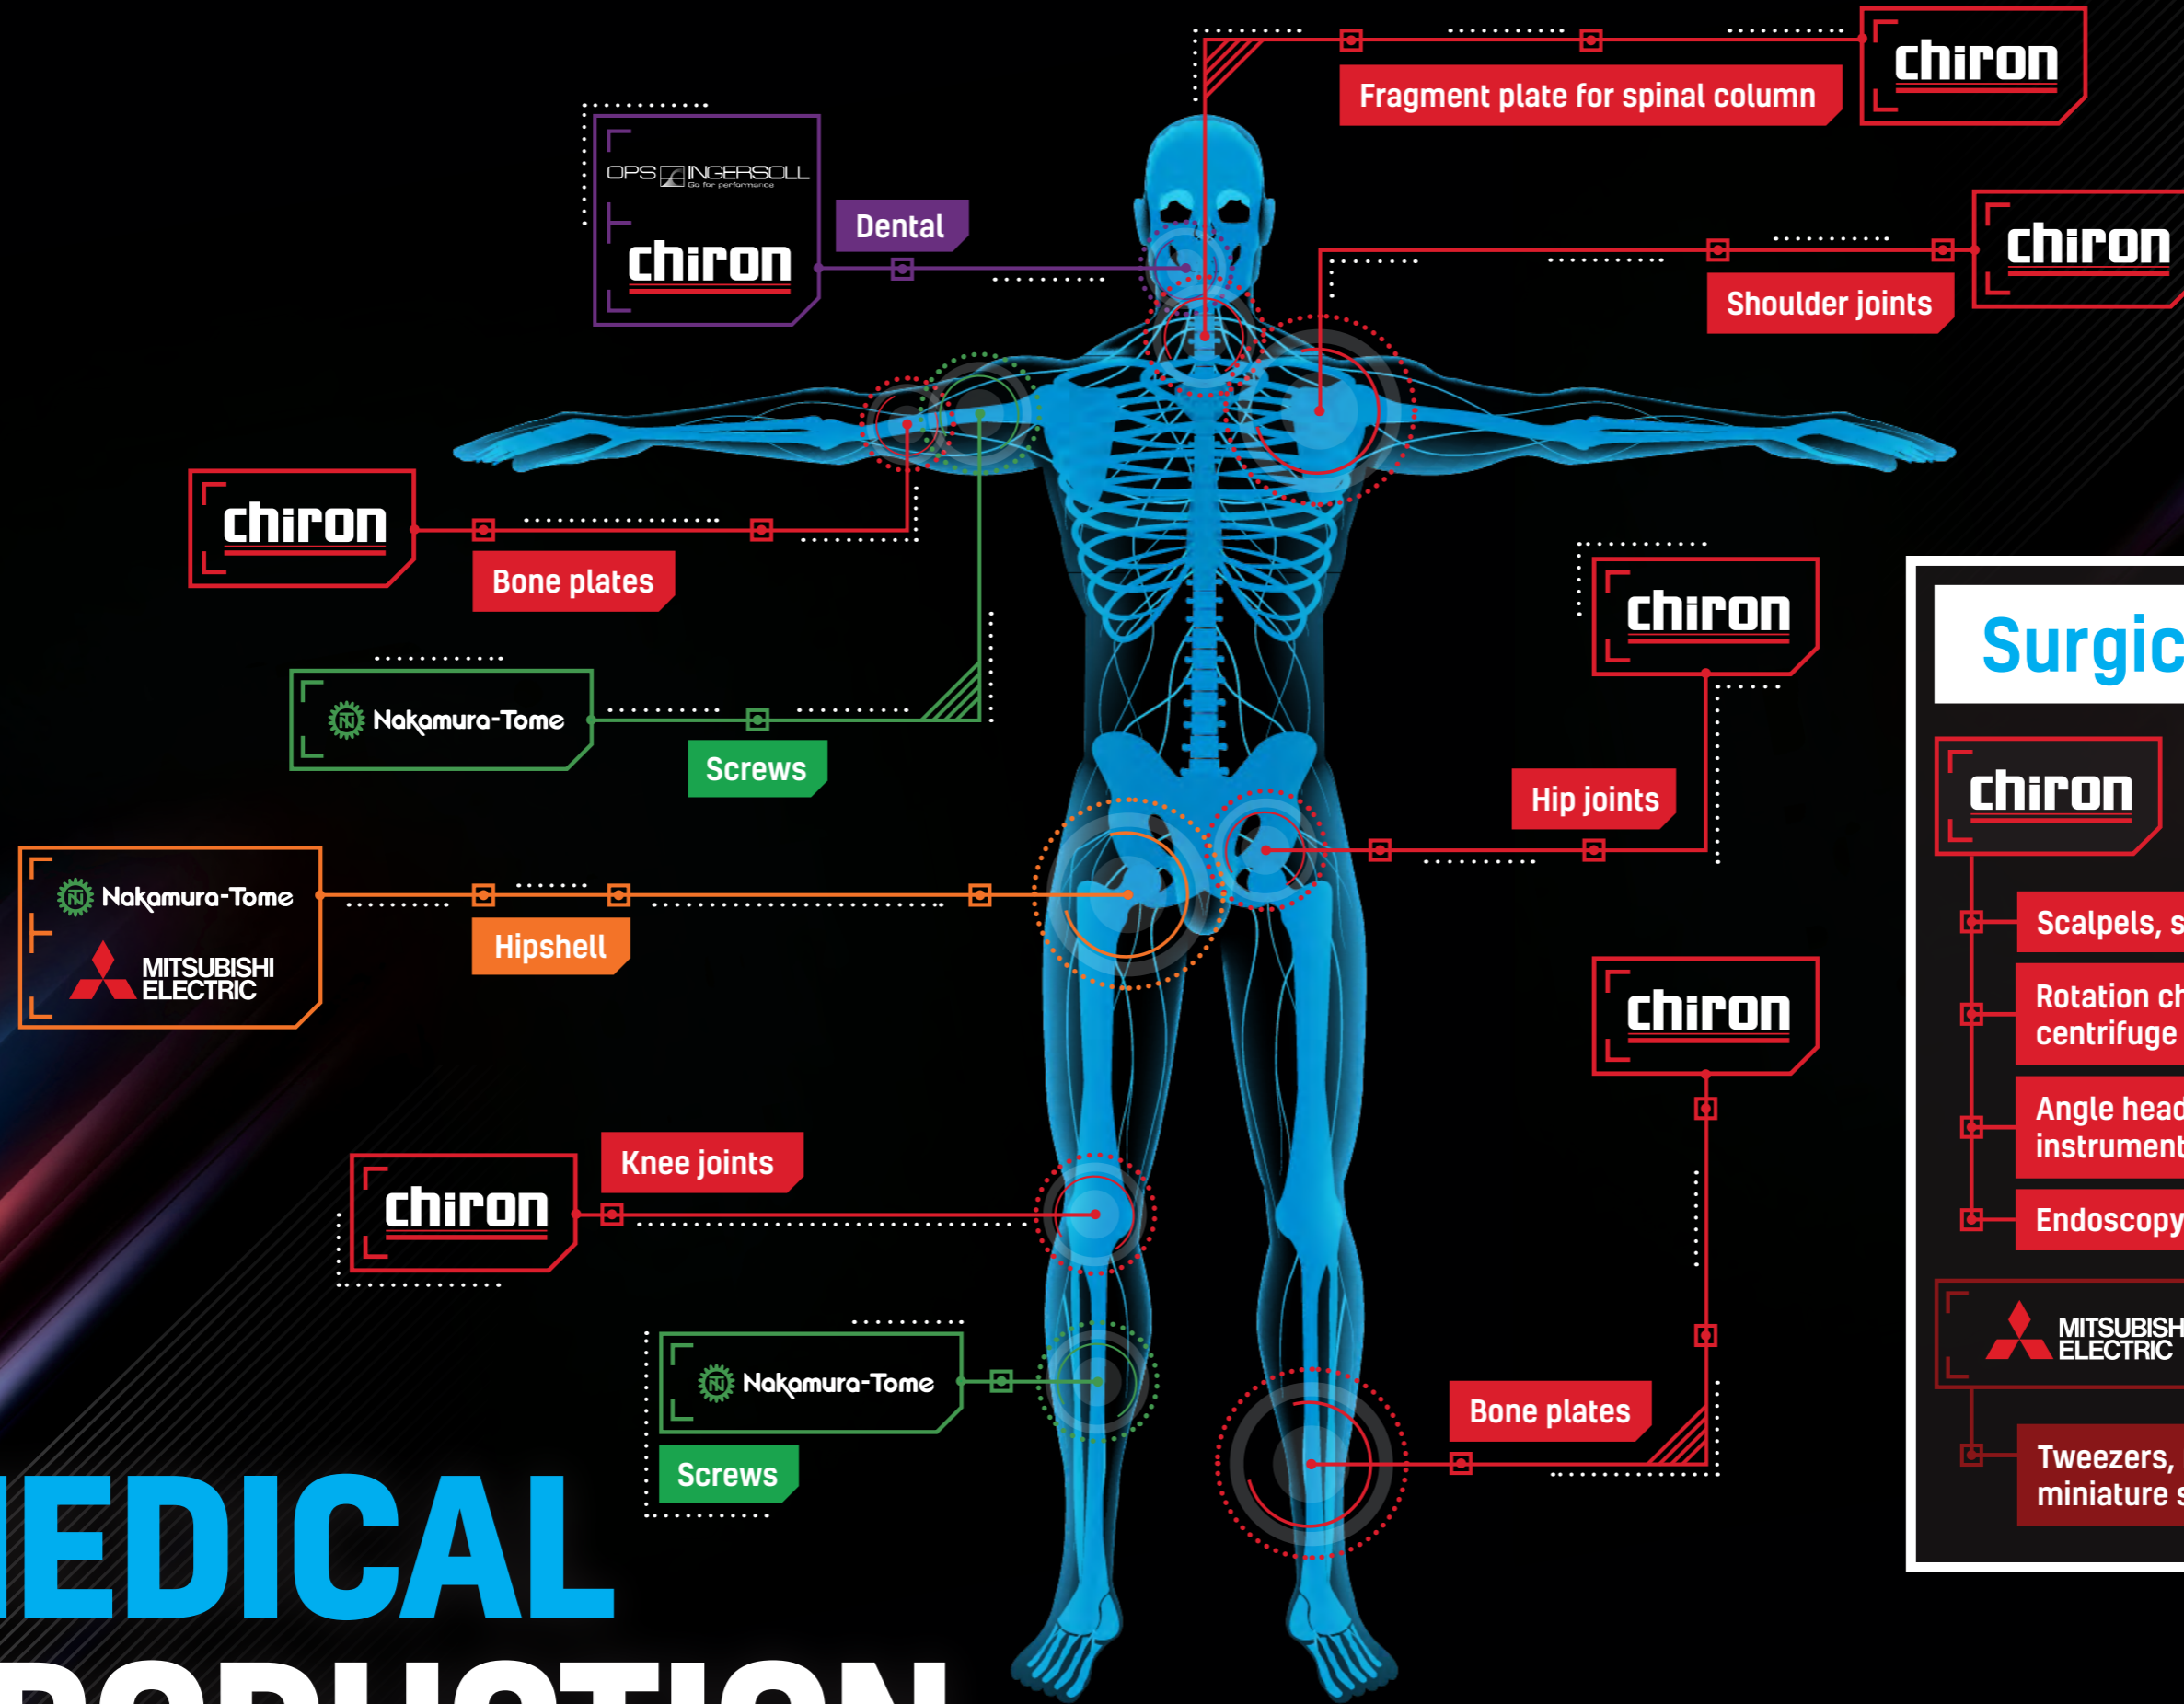 chiron
Fragment plate for spinal column
OPS INGERSOLL
Go for performance
chiron
Dental
chiron
Shoulder joints
chiron
Bone plates
Nakamura-Tome
Screws
chiron
Hip joints
Nakamura-Tome
MITSUBISHI
ELECTRIC
Hipshell
chiron
Knee joints
Nakamura-Tome
Screws
chiron
Bone plates
Surgic
chiron
Scalpels, s
Rotation ch
centrifuge
Angle head
instrument
Endoscopy
MITSUBISH
ELECTRIC
Tweezers,
miniature s
MEDICAL
PRODUCTION